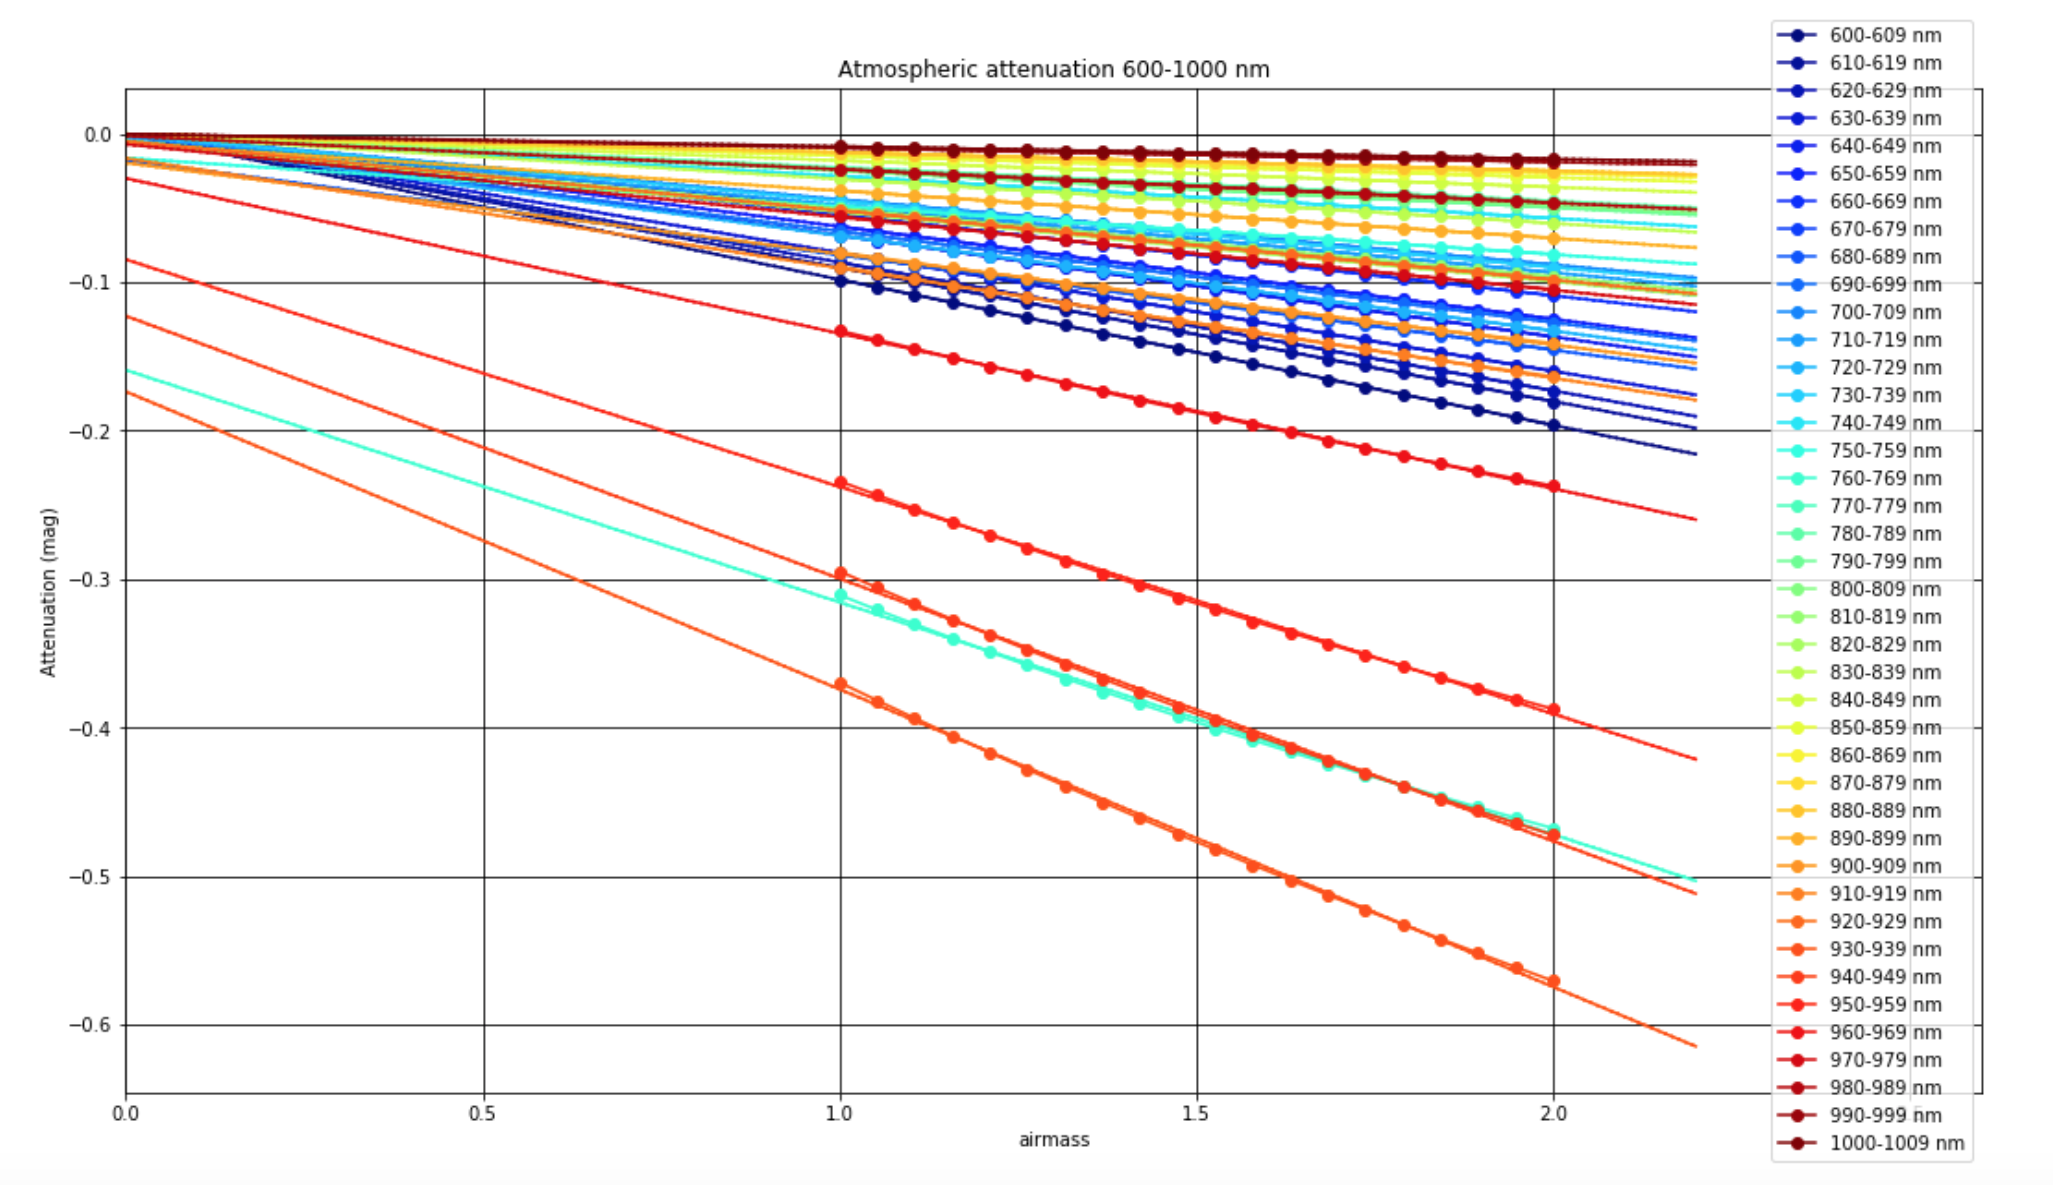 Atmospheric attenuation 600-1000 nm
0.0
−0.1
−0.2
−0.3
−0.4
−0.5
−0.6
Attenuation (mag)
0.0
0.5
1.0
1.5
2.0
airmass
600-609 nm
610-619 nm
620-629 nm
630-639 nm
640-649 nm
650-659 nm
660-669 nm
670-679 nm
680-689 nm
690-699 nm
700-709 nm
710-719 nm
720-729 nm
730-739 nm
740-749 nm
750-759 nm
760-769 nm
770-779 nm
780-789 nm
790-799 nm
800-809 nm
810-819 nm
820-829 nm
830-839 nm
840-849 nm
850-859 nm
860-869 nm
870-879 nm
880-889 nm
890-899 nm
900-909 nm
910-919 nm
920-929 nm
930-939 nm
940-949 nm
950-959 nm
960-969 nm
970-979 nm
980-989 nm
990-999 nm
1000-1009 nm